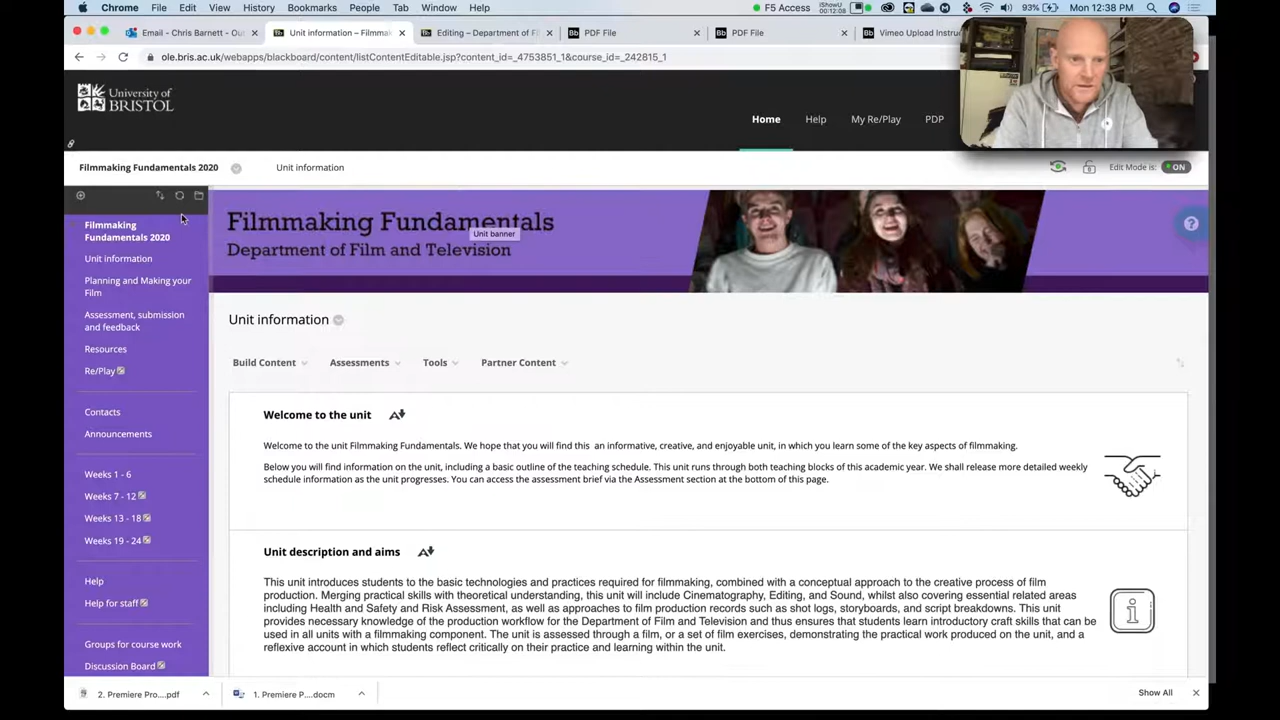 Chrome File Edit View History Bookmarks People Tab Window Help
F5 Access
iShowU
00:12:08
93%
Mon 12:38 PM
Email - Chris Barnett - Ou
Unit information – Filmmak
Editing – Department of F
PDF File
PDF File
Vimeo Upload Instru
ole.bris.ac.uk/webapps/blackboard/content/listContentEditable.jsp?content_id=_4753851_1&course_id=_242815_1
University of
BRISTOL
Home Help My Re/Play PDP
Filmmaking Fundamentals 2020
Unit information
Edit Mode is: ON
Filmmaking
Fundamentals 2020
Unit information
Planning and Making your
Film
Assessment, submission
and feedback
Resources
Re/Play
Contacts
Announcements
Weeks 1 - 6
Weeks 7 - 12
Weeks 13 - 18
Weeks 19 - 24
Help
Help for staff
Groups for course work
Discussion Board
Filmmaking Fundamentals
Unit banner
Department of Film and Television
Unit information
Build Content Assessments Tools Partner Content
Welcome to the unit
Welcome to the unit Filmmaking Fundamentals. We hope that you will find this an informative, creative, and enjoyable unit, in which you learn some of the key aspects of filmmaking.
Below you will find information on the unit, including a basic outline of the teaching schedule. This unit runs through both teaching blocks of this academic year. We shall release more detailed weekly
schedule information as the unit progresses. You can access the assessment brief via the Assessment section at the bottom of this page.
Unit description and aims
This unit introduces students to the basic technologies and practices required for filmmaking, combined with a conceptual approach to the creative process of film
production. Merging practical skills with theoretical understanding, this unit will include Cinematography, Editing, and Sound, whilst also covering essential related areas
including Health and Safety and Risk Assessment, as well as approaches to film production records such as shot logs, storyboards, and script breakdowns. This unit
provides necessary knowledge of the production workflow for the Department of Film and Television and thus ensures that students learn introductory craft skills that can be
used in all units with a filmmaking component. The unit is assessed through a film, or a set of film exercises, demonstrating the practical work produced on the unit, and a
reflexive account in which students reflect critically on their practice and learning within the unit.
2. Premiere Pro....pdf
1. Premiere P....docm
Show All